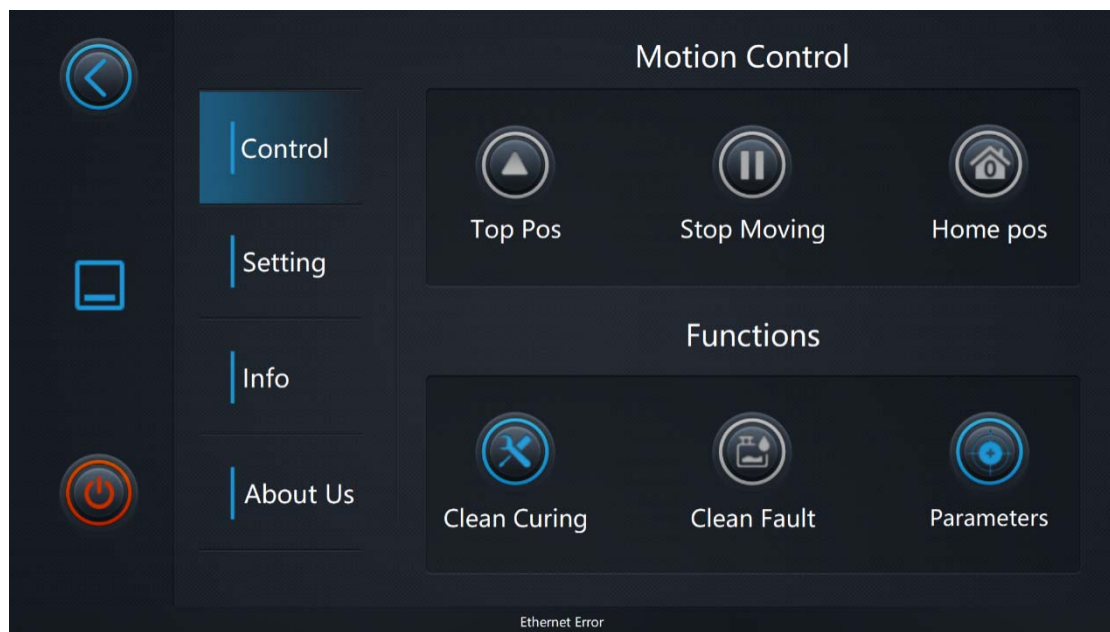 Motion Control
Control
Top Pos
Stop Moving
Home pos
0
Setting
Functions
Info
About Us
Clean Curing
Clean Fault
Parameters
Ethernet Error